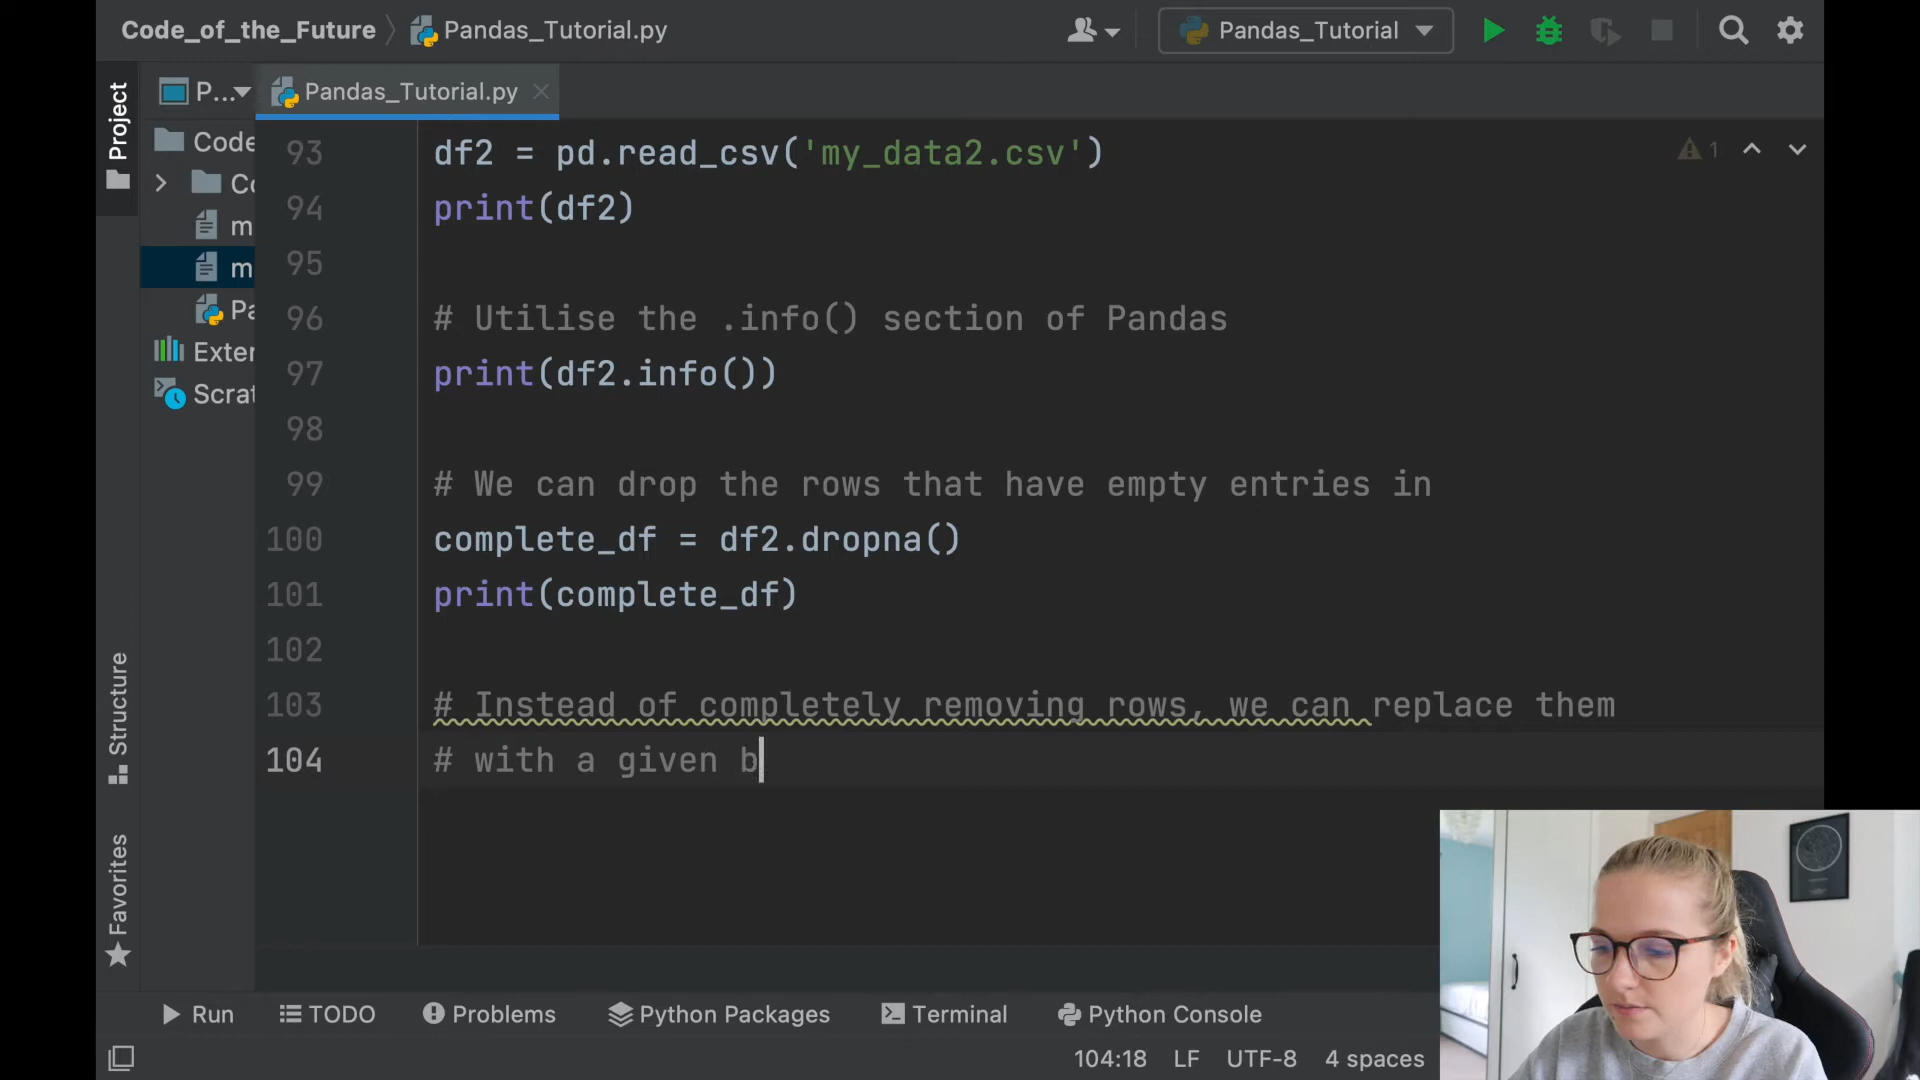 Code_of_the_Future
Pandas_Tutorial.py
Pandas_Tutorial
Project
P...
Pandas_Tutorial.py
Code
Co
m
m
Pa
Exter
Scrat
93 df2 = pd.read_csv('my_data2.csv')
94 print(df2)
95
96 # Utilise the .info() section of Pandas
97 print(df2.info())
98
99 # We can drop the rows that have empty entries in
100 complete_df = df2.dropna()
101 print(complete_df)
102
103 # Instead of completely removing rows, we can replace them
104 # with a given b
1
Structure
Favorites
Run
TODO
Problems
Python Packages
Terminal
Python Console
104:18 LF UTF-8 4 spaces